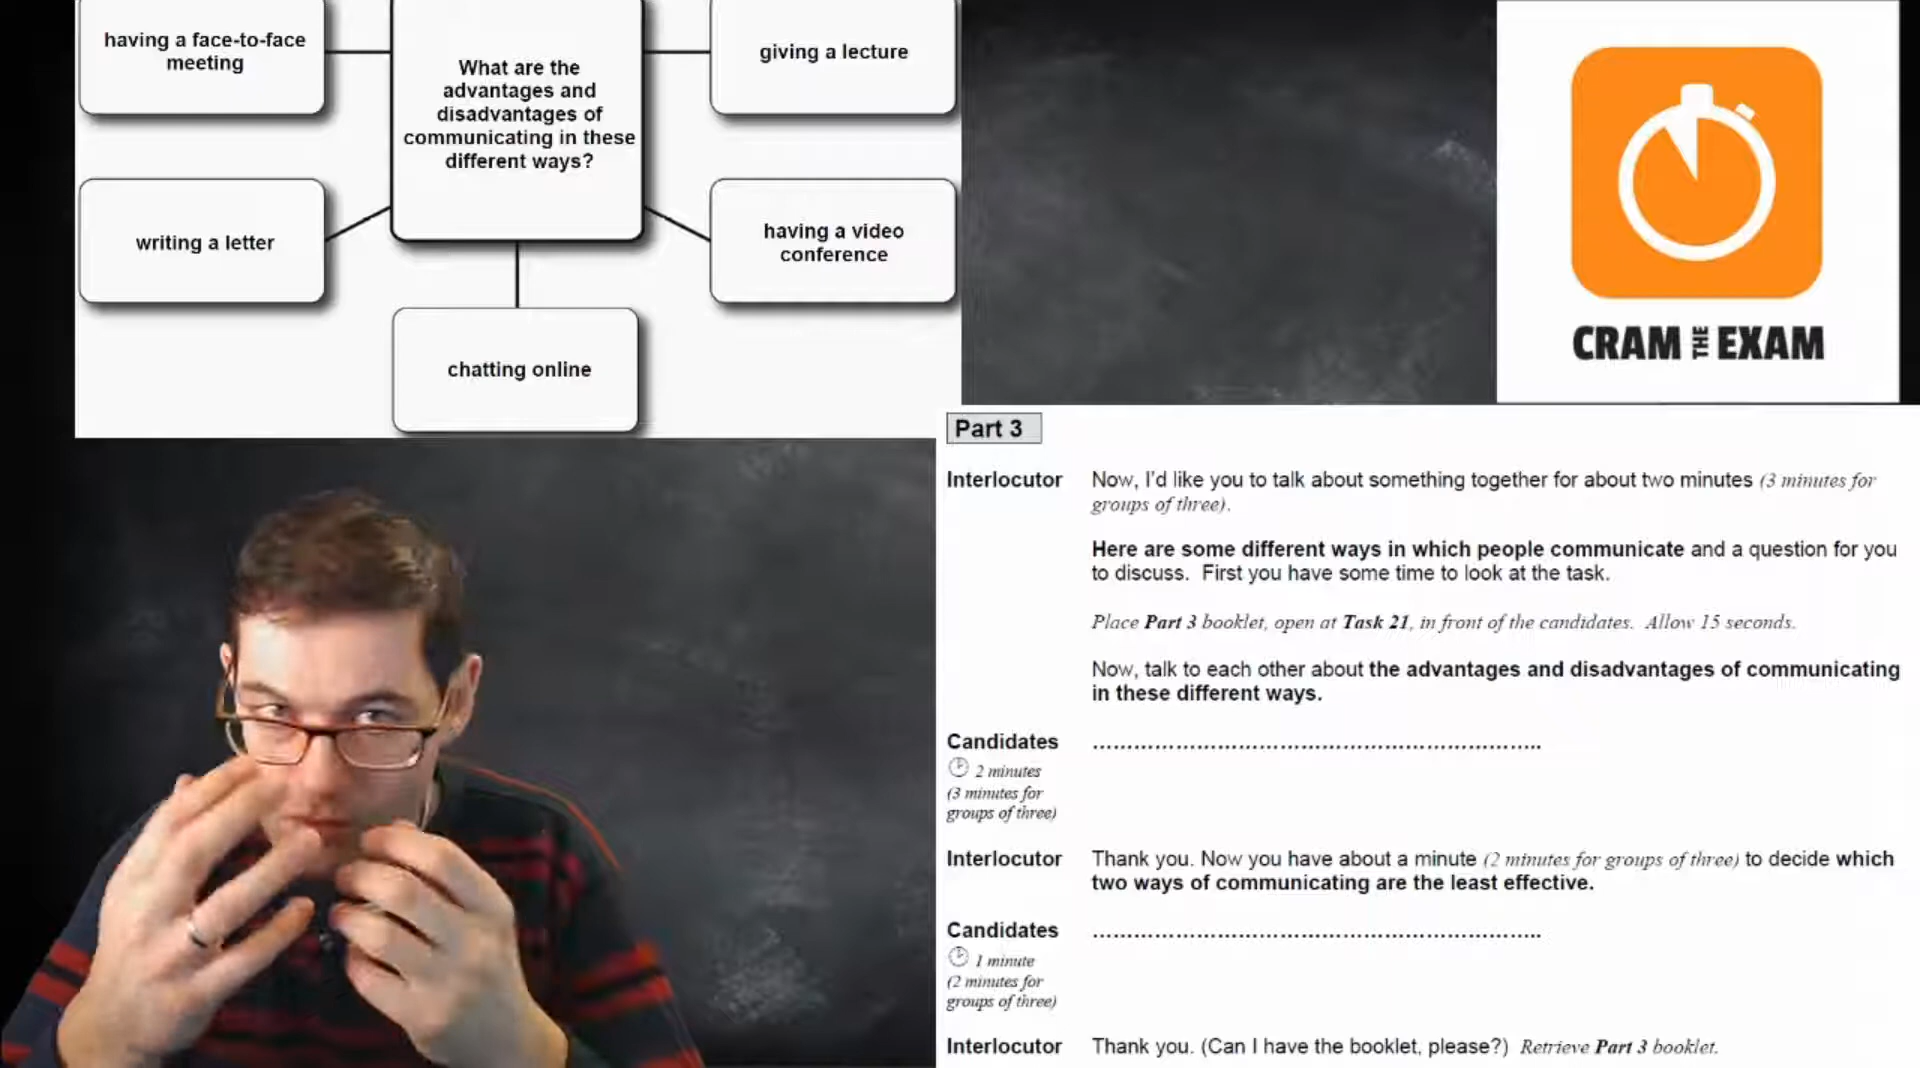 having a face-to-face
meeting
What are the
advantages and
disadvantages of
communicating in these
different ways?
giving a lecture
writing a letter
having a video
conference
chatting online
CRAM THE EXAM
Part 3
Interlocutor Now, I'd like you to talk about something together for about two minutes (3 minutes for
groups of three).
Here are some different ways in which people communicate and a question for you
to discuss. First you have some time to look at the task.
Place Part 3 booklet, open at Task 21, in front of the candidates. Allow 15 seconds.
Now, talk to each other about the advantages and disadvantages of communicating
in these different ways.
Candidates ………………………………………………………………..
2 minutes
(3 minutes for
groups of three)
Interlocutor Thank you. Now you have about a minute (2 minutes for groups of three) to decide which
two ways of communicating are the least effective.
Candidates ………………………………………………………………..
1 minute
(2 minutes for
groups of three)
Interlocutor Thank you. (Can I have the booklet, please?) Retrieve Part 3 booklet.